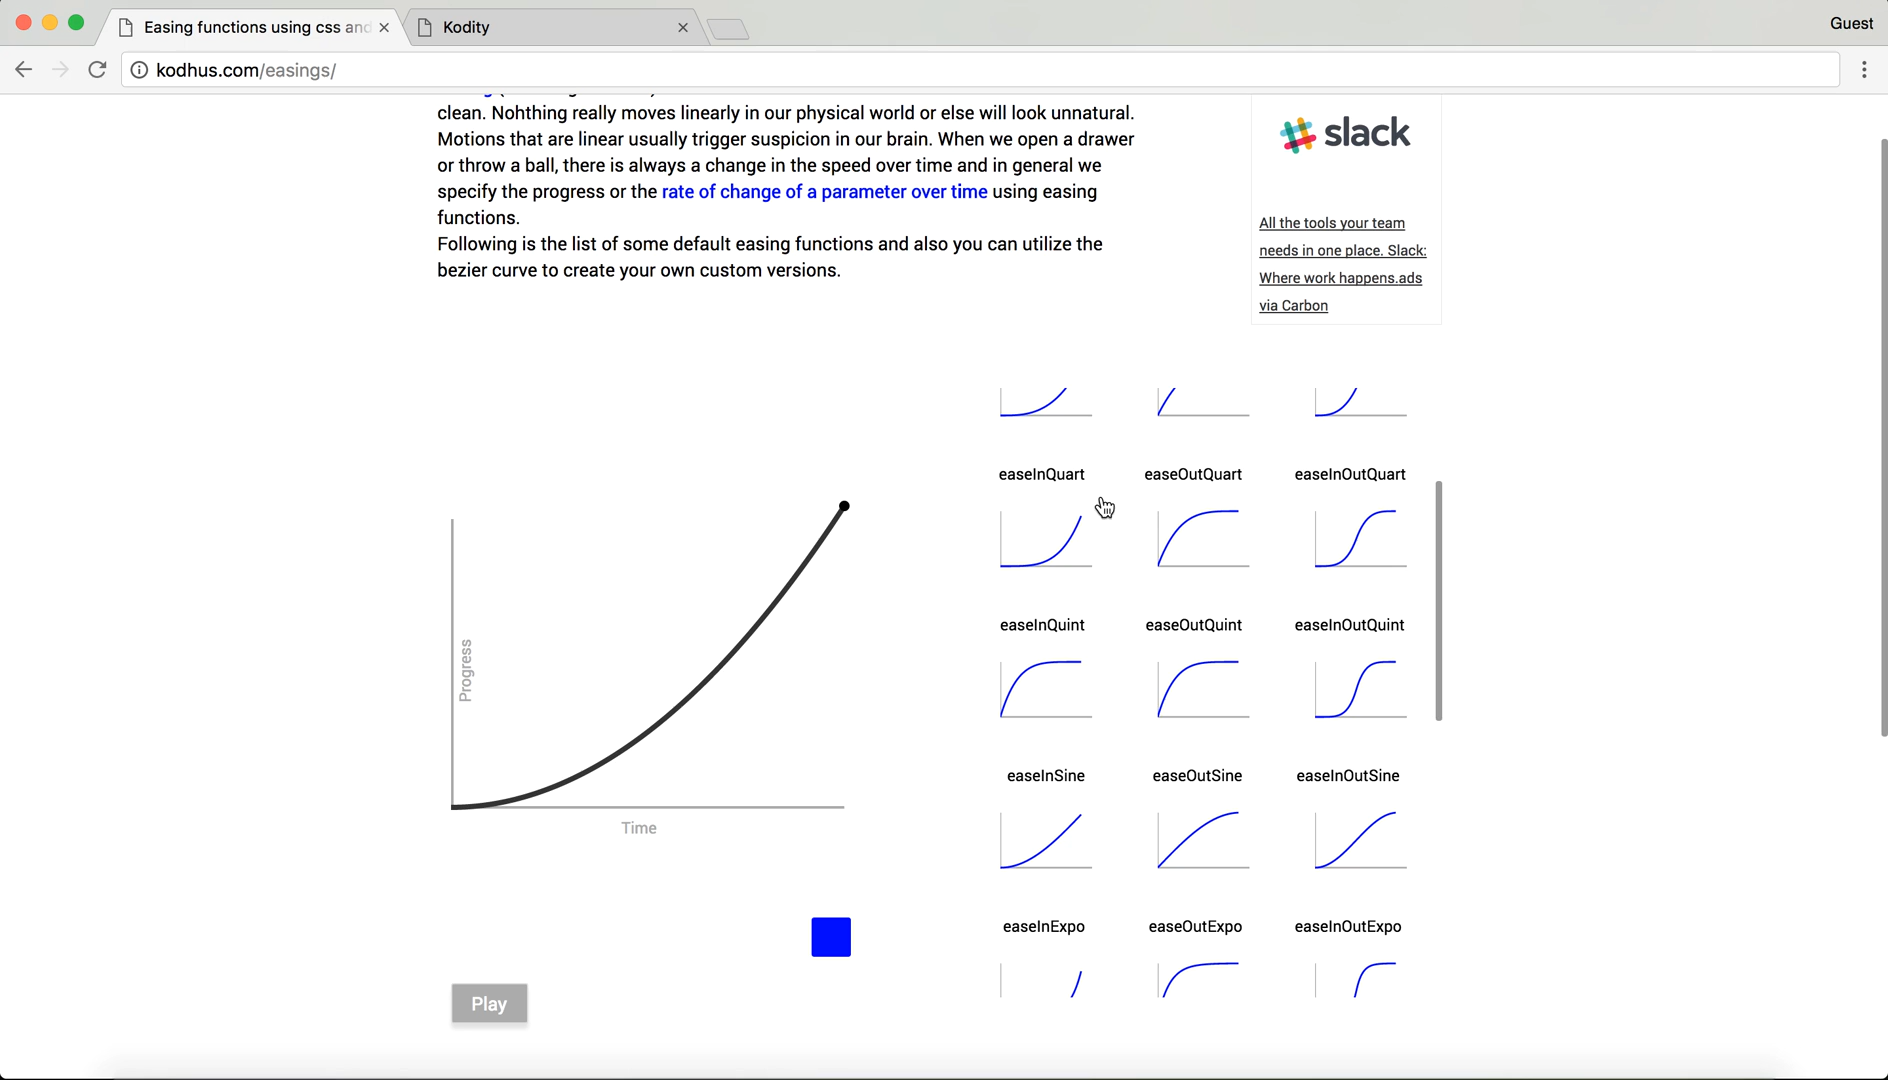 Guest
Easing functions using css and
Kodity
kodhus.com/easings/
clean. Nohthing really moves linearly in our physical world or else will look unnatural.
Motions that are linear usually trigger suspicion in our brain. When we open a drawer
or throw a ball, there is always a change in the speed over time and in general we
specify the progress or the rate of change of a parameter over time using easing
functions.
Following is the list of some default easing functions and also you can utilize the
bezier curve to create your own custom versions.
slack
All the tools your team
needs in one place. Slack:
Where work happens.ads
via Carbon
easeInQuart easeOutQuart easeInOutQuart
easeInQuint easeOutQuint easeInOutQuint
Progress
easeInSine easeOutSine easeInOutSine
Time
easeInExpo easeOutExpo easeInOutExpo
Play